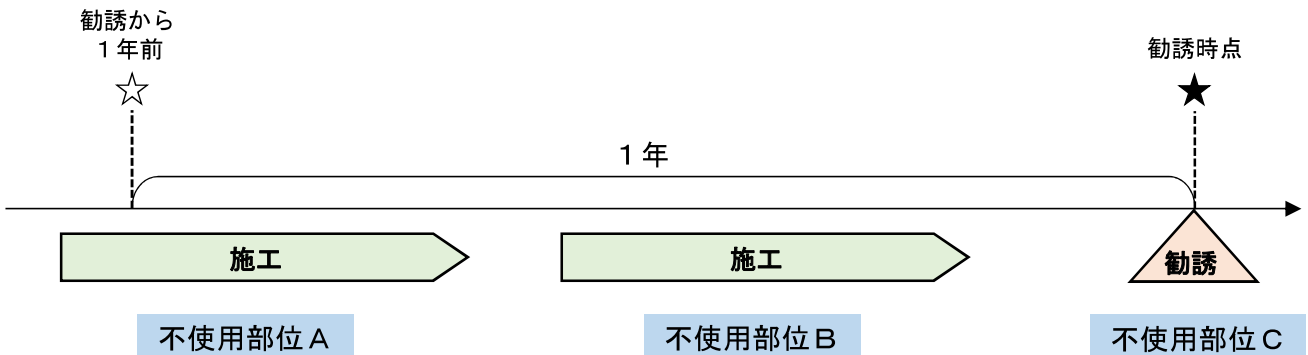 勧誘から
１年前
勧誘時点
☆
★
１年
施工
施工
勧誘
不使用部位Ａ
不使用部位Ｂ
不使用部位Ｃ